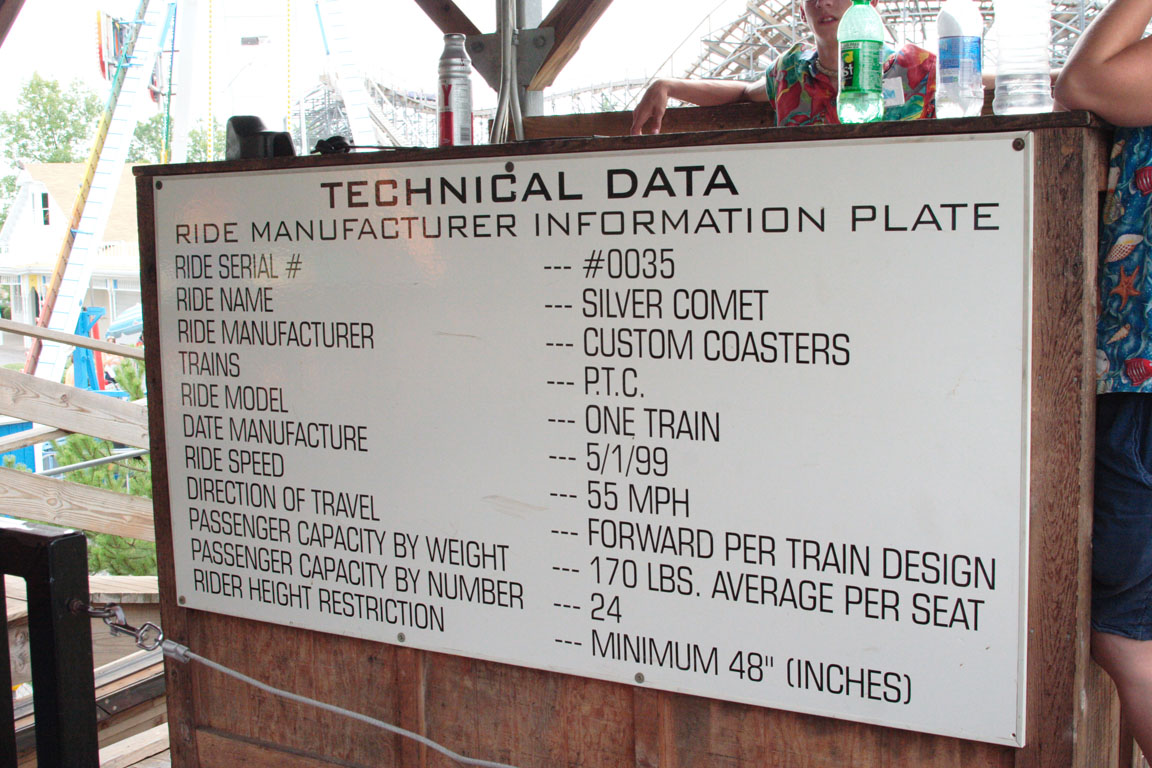 TECHNICAL DATA
RIDE MANUFACTURER INFORMATION PLATE
RIDE SERIAL # --- #0035
RIDE NAME --- SILVER COMET
RIDE MANUFACTURER --- CUSTOM COASTERS
TRAINS --- P.T.C.
RIDE MODEL --- ONE TRAIN
DATE MANUFACTURE --- 5/1/99
RIDE SPEED --- 55 MPH
DIRECTION OF TRAVEL --- FORWARD PER TRAIN DESIGN
PASSENGER CAPACITY BY WEIGHT --- 170 LBS. AVERAGE PER SEAT
PASSENGER CAPACITY BY NUMBER --- 24
RIDER HEIGHT RESTRICTION --- MINIMUM 48" (INCHES)